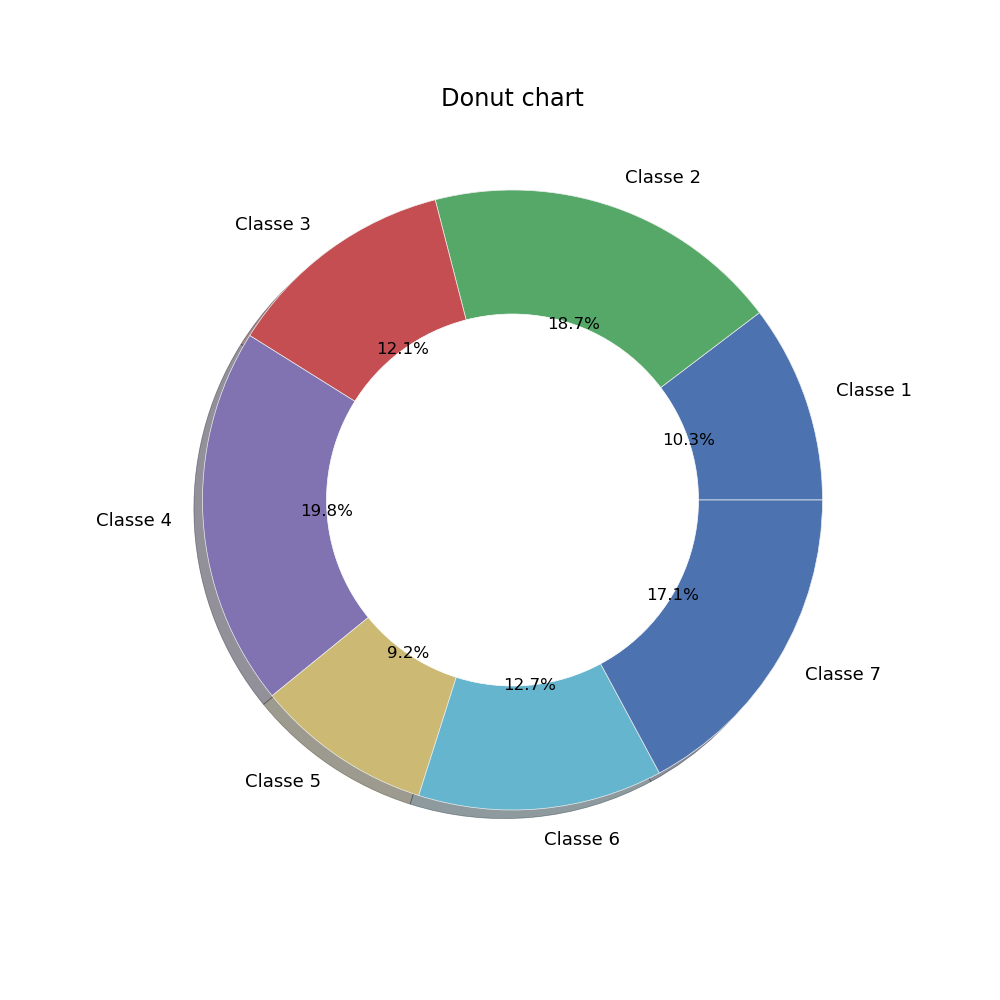 Donut chart
Classe 2
Classe 3
18.7%
12.1%
Classe 1
10.3%
19.8%
Classe 4
17.1%
9.2%
Classe 7
12.7%
Classe 5
Classe 6